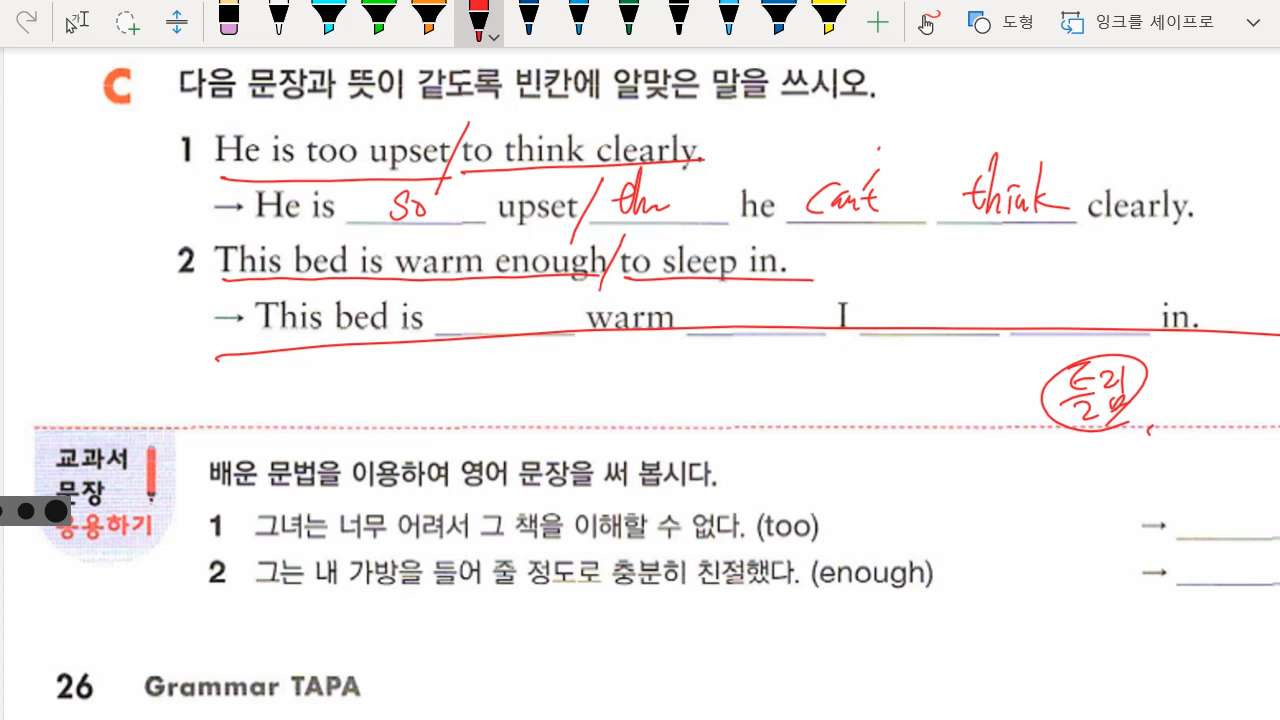 가
도형
잉크를 셰이프로
C 다음 문장과 뜻이 같도록 빈칸에 알맞은 말을 쓰시오.
1 He is too upset/to think clearly.
→ He is so upset/ he can't think clearly.
2 This bed is warm enough/to sleep in.
→ This bed is warm I in.
틀림
교과서
문장
응용하기
배운 문법을 이용하여 영어 문장을 써 봅시다.
1 그녀는 너무 어려서 그 책을 이해할 수 없다. (too) →
2 그는 내 가방을 들어 줄 정도로 충분히 친절했다. (enough) →
26 Grammar TAPA